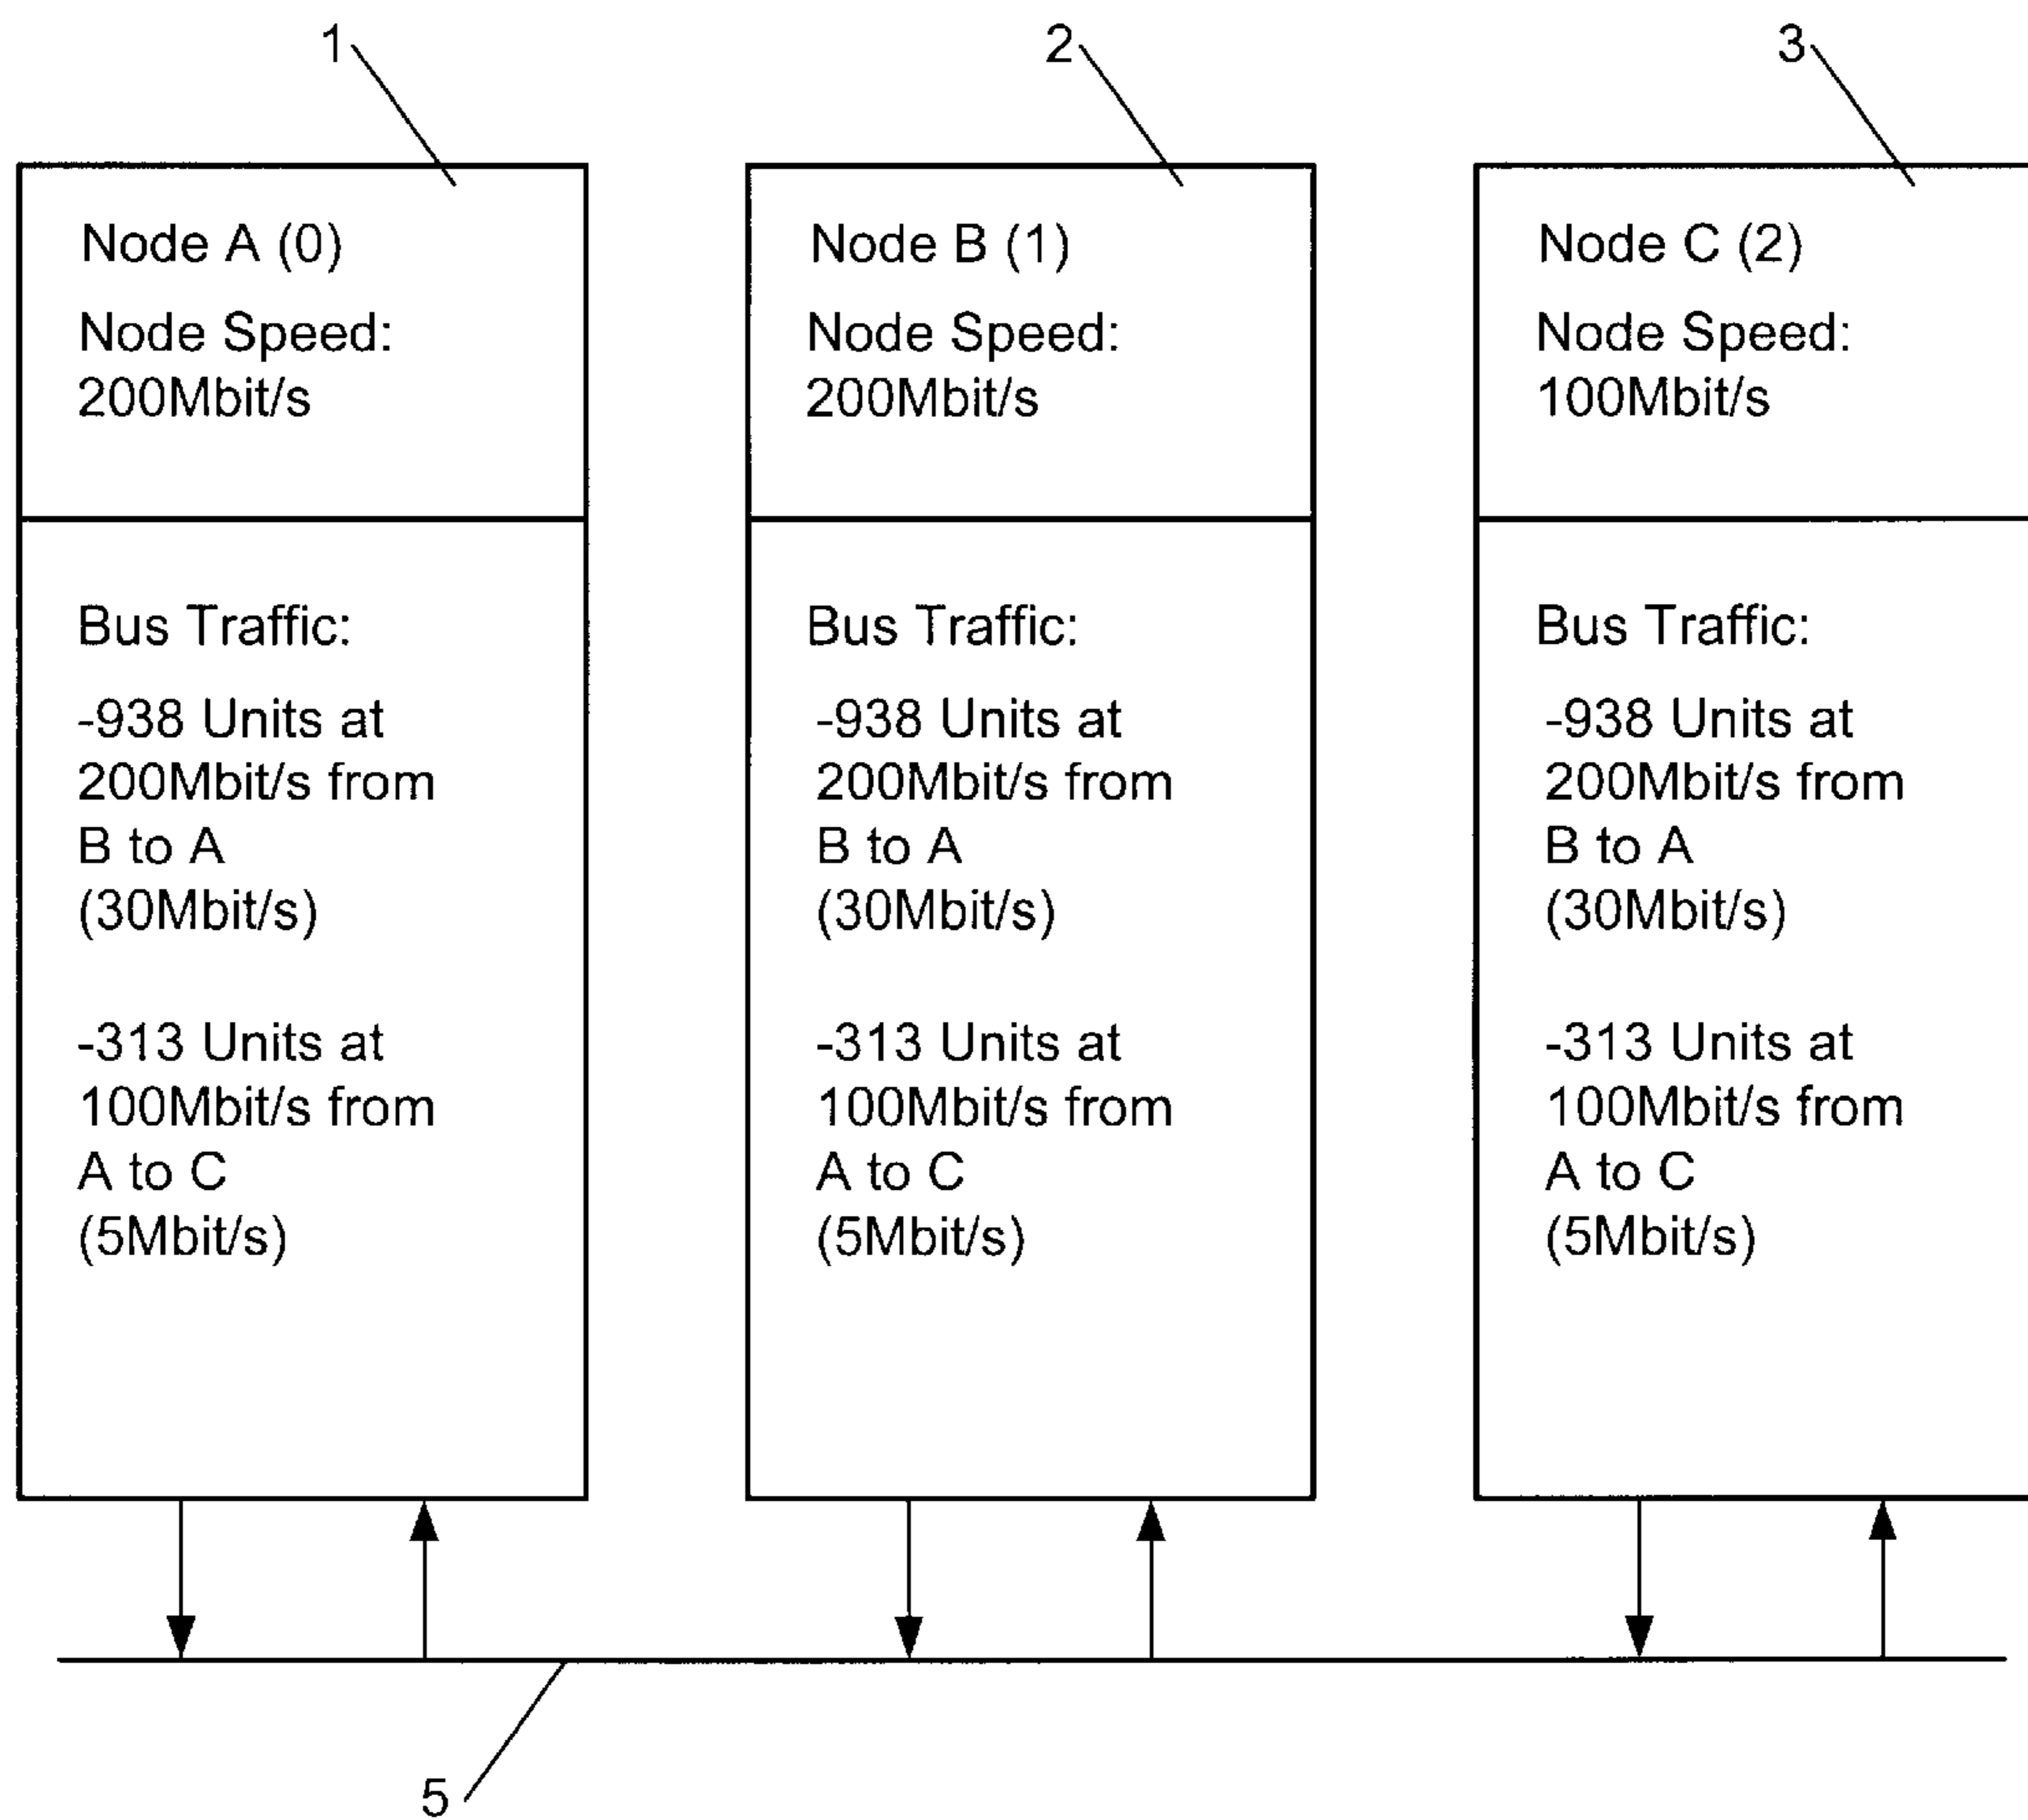 1
2
3
Node A (0)
Node Speed:
200Mbit/s
Bus Traffic:
-938 Units at
200Mbit/s from
B to A
(30Mbit/s)
-313 Units at
100Mbit/s from
A to C
(5Mbit/s)
Node B (1)
Node Speed:
200Mbit/s
Bus Traffic:
-938 Units at
200Mbit/s from
B to A
(30Mbit/s)
-313 Units at
100Mbit/s from
A to C
(5Mbit/s)
Node C (2)
Node Speed:
100Mbit/s
Bus Traffic:
-938 Units at
200Mbit/s from
B to A
(30Mbit/s)
-313 Units at
100Mbit/s from
A to C
(5Mbit/s)
5